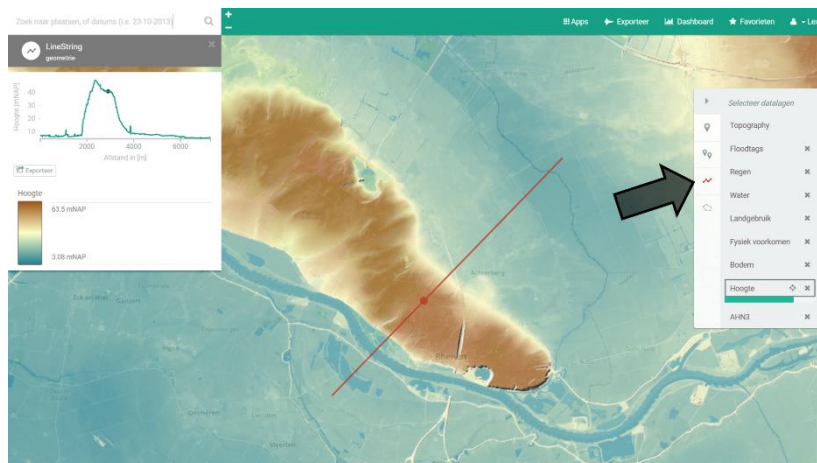 Zoek naar plaatsen, of datums (i.e. 23-10-2013)
+
−
Apps
Exporteer
Dashboard
Favorieten
LineString
geometrie
Hoogte [mNAP]
40
30
20
10
2000
4000
6000
Afstand in [m]
Exporteer
Hoogte
63.5 mNAP
3.08 mNAP
Selecteer datalagen
Topography
Floodtags
Regen
Water
Landgebruik
Fysiek voorkomen
Bodem
Hoogte
AHN3
Achterberg
Rhenen